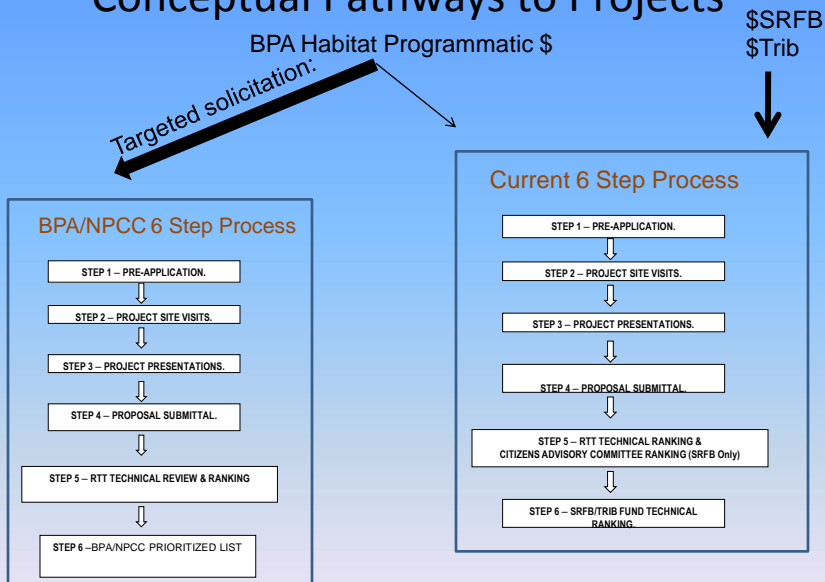 Conceptual Pathways to Projects
$SRFB
$Trib
BPA Habitat Programmatic $
Targeted solicitation:
BPA/NPCC 6 Step Process
STEP 1 – PRE-APPLICATION.
STEP 2 – PROJECT SITE VISITS.
STEP 3 – PROJECT PRESENTATIONS.
STEP 4 – PROPOSAL SUBMITTAL.
STEP 5 – RTT TECHNICAL REVIEW & RANKING
STEP 6 –BPA/NPCC PRIORITIZED LIST
Current 6 Step Process
STEP 1 – PRE-APPLICATION.
STEP 2 – PROJECT SITE VISITS.
STEP 3 – PROJECT PRESENTATIONS.
STEP 4 – PROPOSAL SUBMITTAL.
STEP 5 – RTT TECHNICAL RANKING &
CITIZENS ADVISORY COMMITTEE RANKING (SRFB Only)
STEP 6 – SRFB/TRIB FUND TECHNICAL
RANKING.